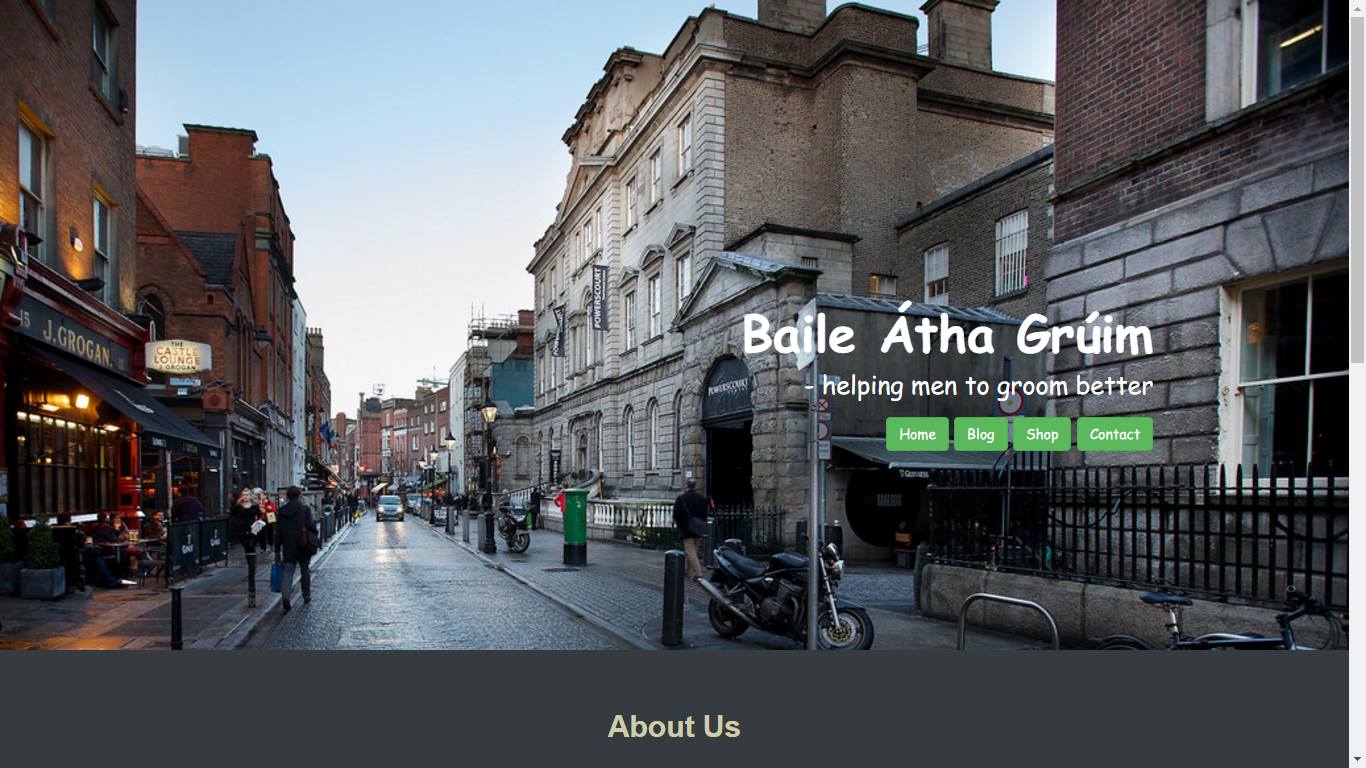 Baile Átha Grúim
- helping men to groom better
Home Blog Shop Contact
15 J. GROGAN
THE
CASTLE
LOUNGE
J. GROGAN
POWERSCOURT
POWERSCOURT
GUINNESS
About Us